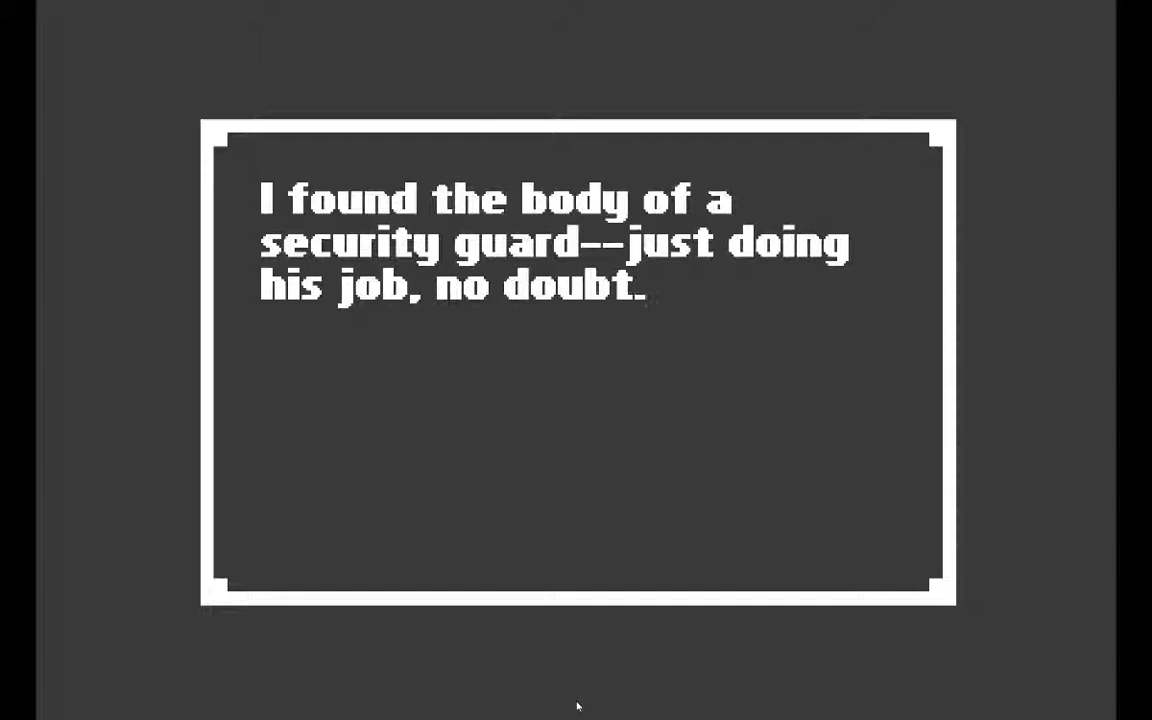 I found the body of a
security guard--just doing
his job, no doubt.